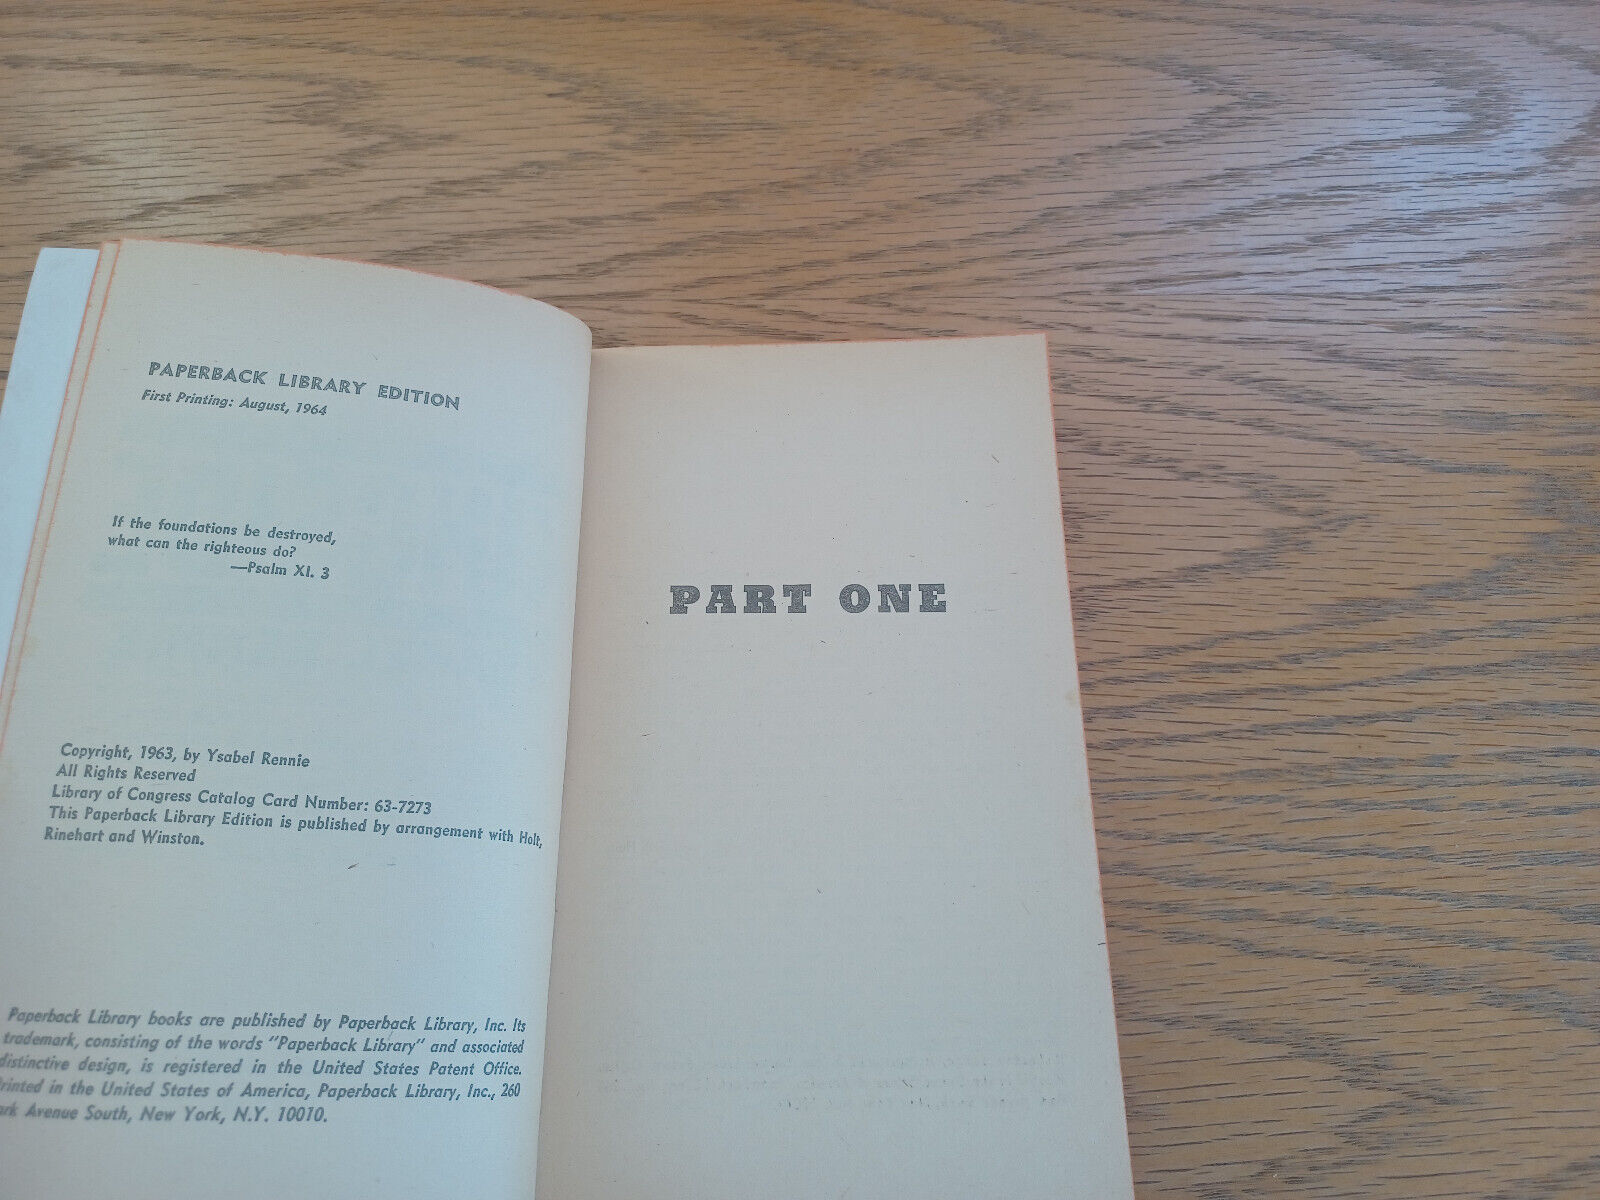 PAPERBACK LIBRARY EDITION
First Printing: August, 1964
If the foundations be destroyed,
what can the righteous do?
—Psalm XI. 3
Copyright, 1963, by Ysabel Rennie
All Rights Reserved
Library of Congress Catalog Card Number: 63-7273
This Paperback Library Edition is published by arrangement with Holt,
Rinehart and Winston.
Paperback Library books are published by Paperback Library, Inc. Its
trademark, consisting of the words "Paperback Library" and associated
distinctive design, is registered in the United States Patent Office.
rinted in the United States of America, Paperback Library, Inc., 260
rk Avenue South, New York, N.Y. 10010.
PART ONE